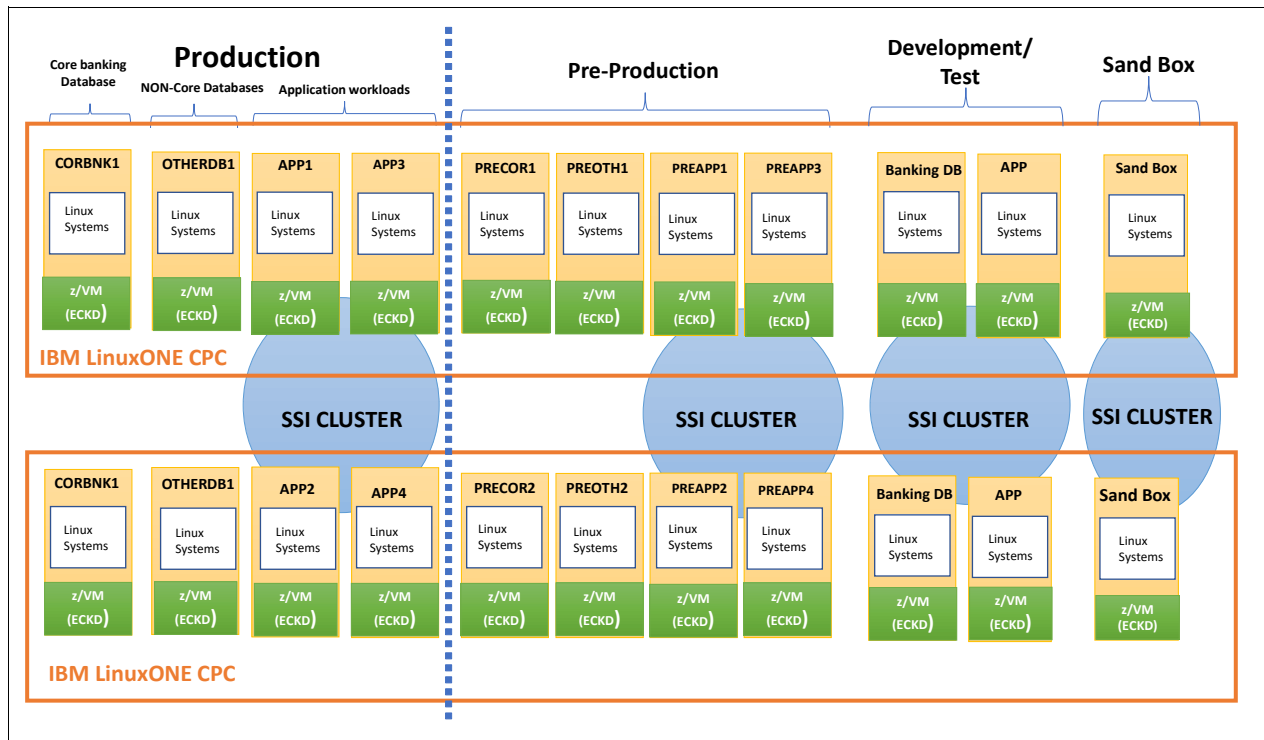 Production
Pre-Production
Development/
Test
Sand Box
Core banking
Database
NON-Core Databases
Application workloads
CORBNK1
Linux
Systems
z/VM
(ECKD)
OTHERDB1
Linux
Systems
z/VM
(ECKD)
APP1
Linux
Systems
z/VM
(ECKD)
APP3
Linux
Systems
z/VM
(ECKD)
PRECOR1
Linux
Systems
z/VM
(ECKD)
PREOTH1
Linux
Systems
z/VM
(ECKD)
PREAPP1
Linux
Systems
z/VM
(ECKD)
PREAPP3
Linux
Systems
z/VM
(ECKD)
Banking DB
Linux
Systems
z/VM
(ECKD)
APP
Linux
Systems
z/VM
(ECKD)
Sand Box
Linux
Systems
z/VM
(ECKD)
IBM LinuxONE CPC
SSI CLUSTER
SSI CLUSTER
SSI CLUSTER
SSI CLUSTER
CORBNK1
Linux
Systems
z/VM
(ECKD)
OTHERDB1
Linux
Systems
z/VM
(ECKD)
APP2
Linux
Systems
z/VM
(ECKD)
APP4
Linux
Systems
z/VM
(ECKD)
PRECOR2
Linux
Systems
z/VM
(ECKD)
PREOTH2
Linux
Systems
z/VM
(ECKD)
PREAPP2
Linux
Systems
z/VM
(ECKD)
PREAPP4
Linux
Systems
z/VM
(ECKD)
Banking DB
Linux
Systems
z/VM
(ECKD)
APP
Linux
Systems
z/VM
(ECKD)
Sand Box
Linux
Systems
z/VM
(ECKD)
IBM LinuxONE CPC